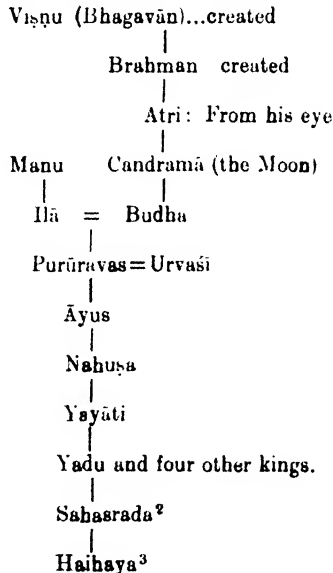 Viṣṇu (Bhagavān)...created
Brahman created
Atri: From his eye
Manu Candramā (the Moon)
Ilā = Budha
Purūravas = Urvaśī
Āyus
Nahuṣa
Yayāti
Yadu and four other kings.
Sahasrada²
Haihaya³